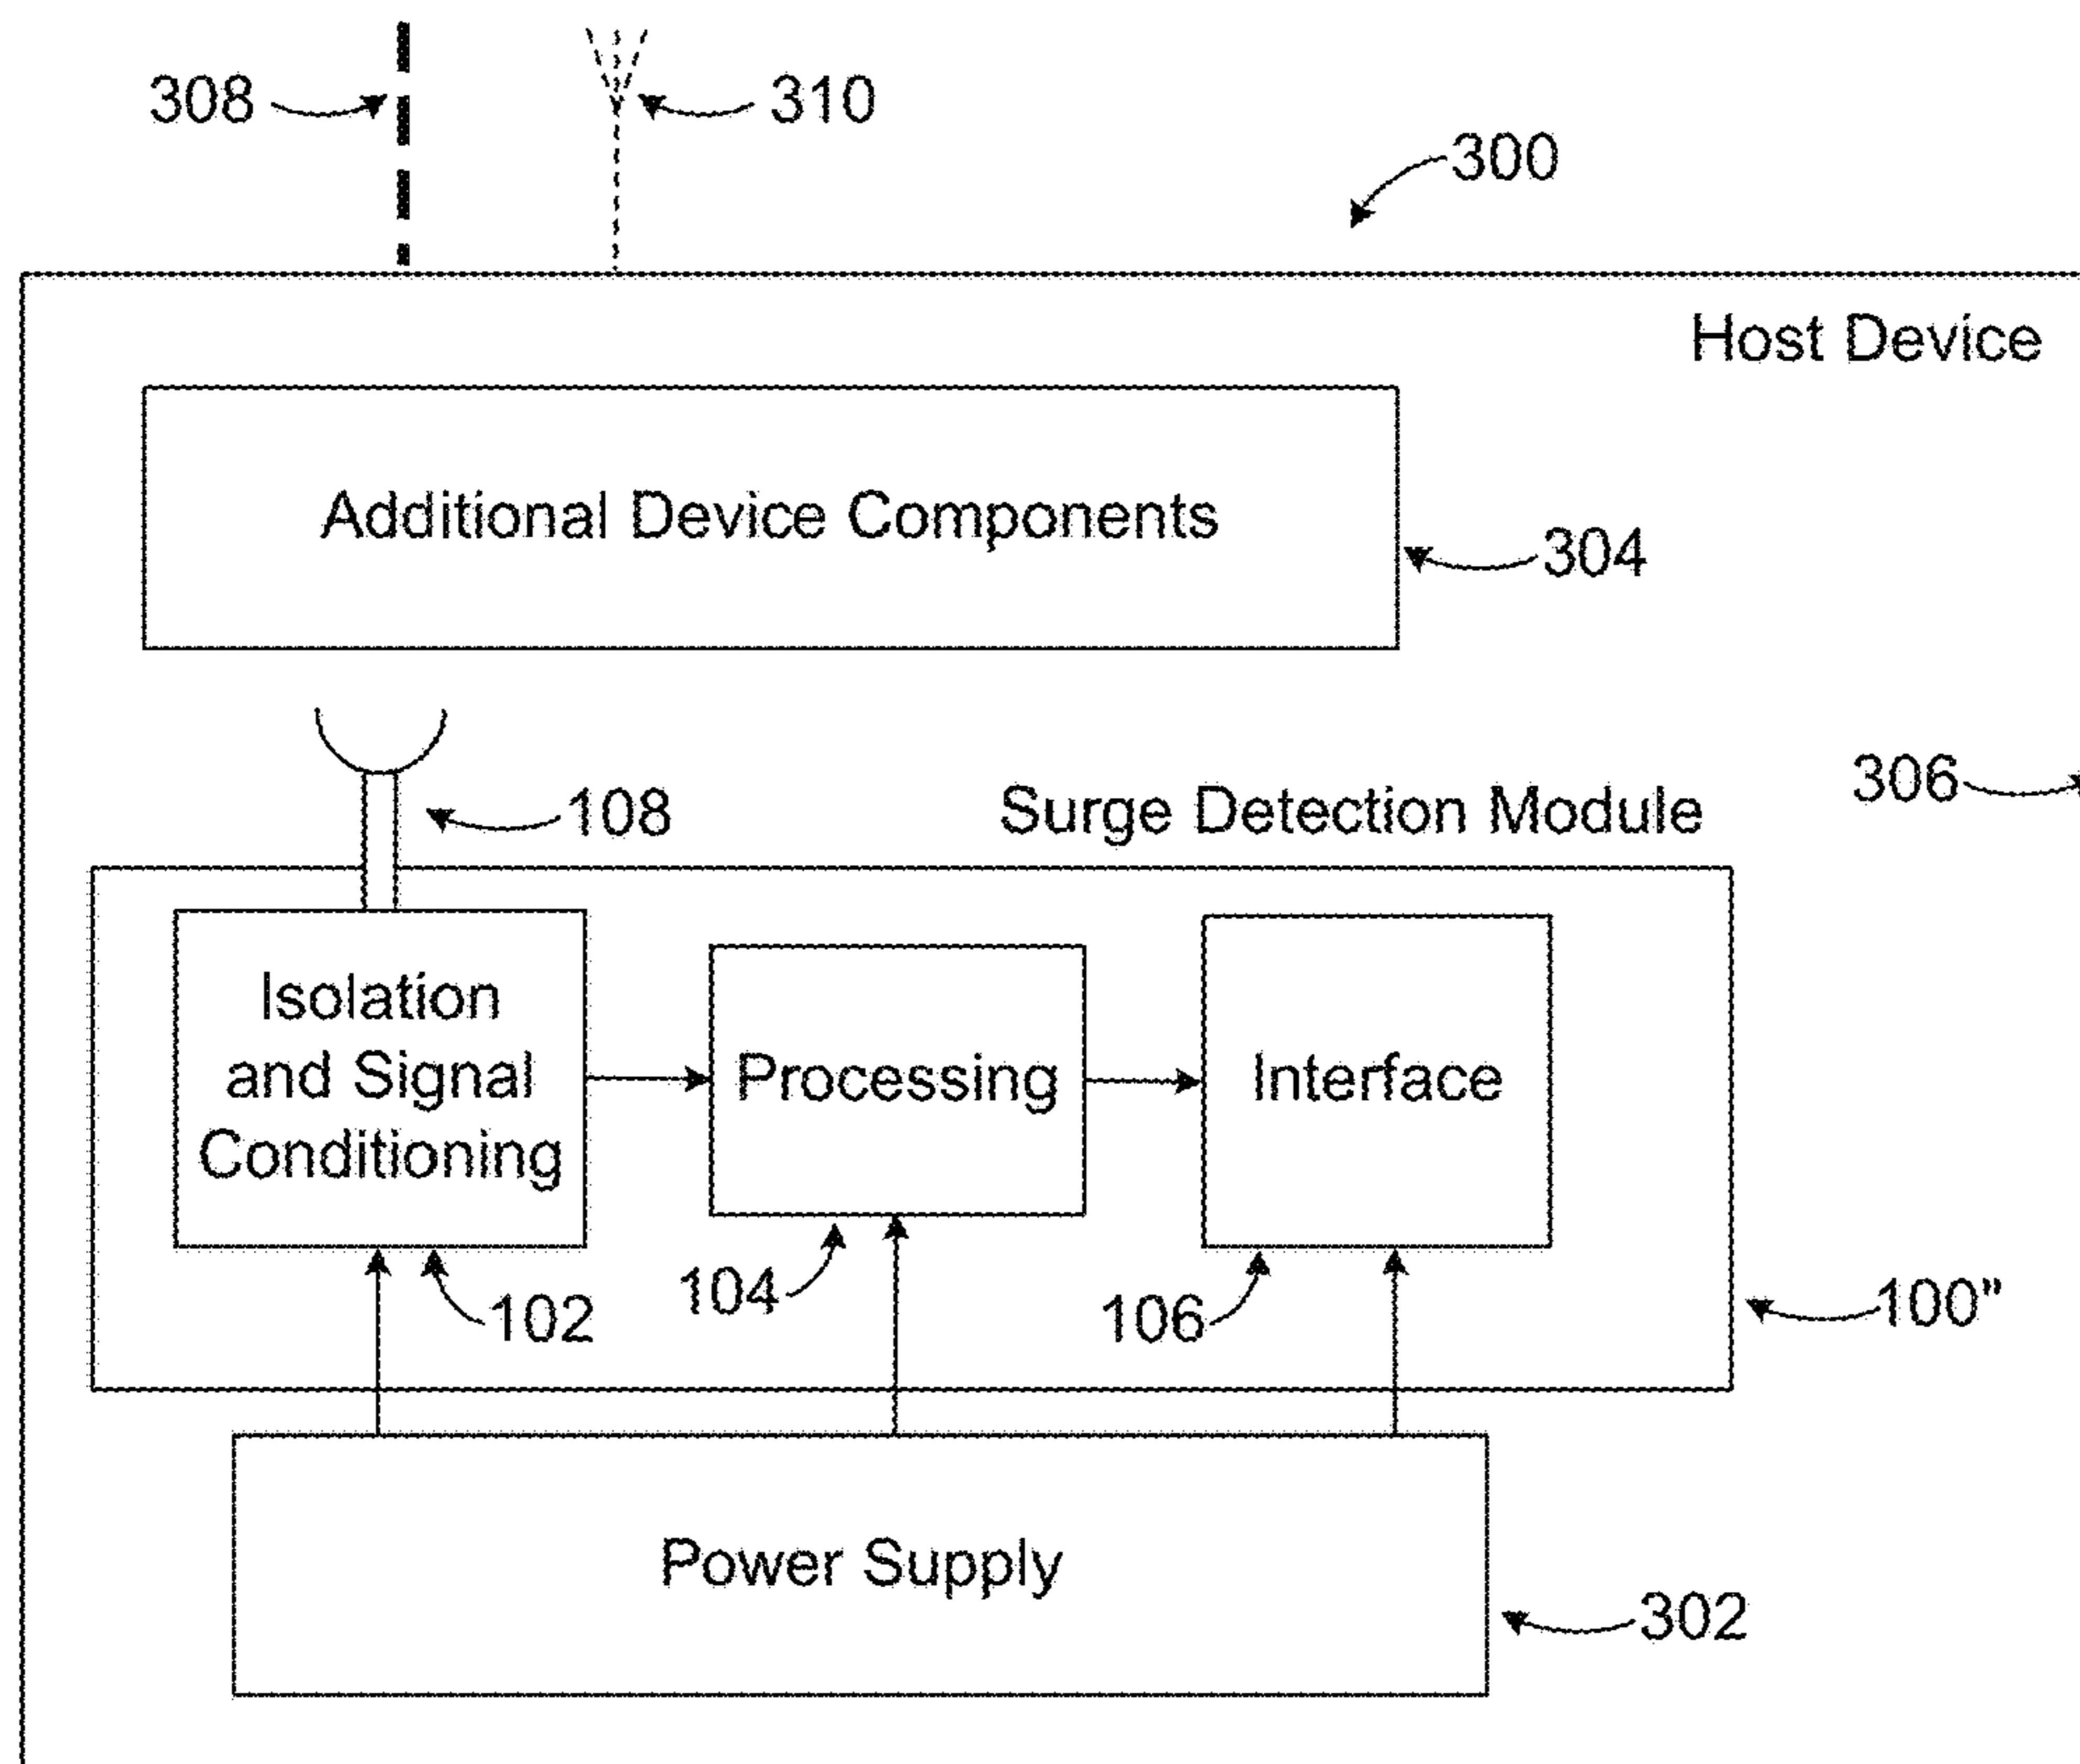 308
310
300
Host Device
Additional Device Components
304
306
108
Surge Detection Module
Isolation
and Signal
Conditioning
Processing
Interface
102
104
106
100"
Power Supply
302